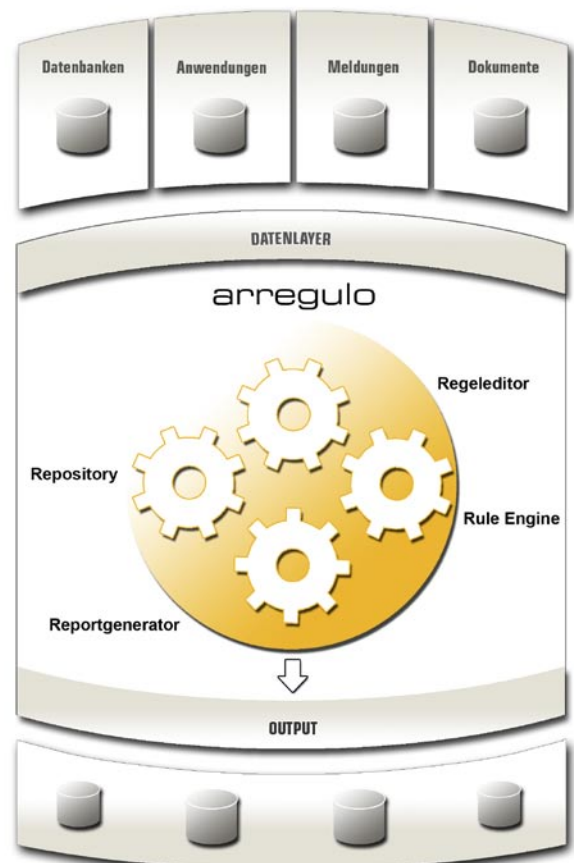 Datenbanken
Anwendungen
Meldungen
Dokumente
DATENLAYER
arregulo
Regeleditor
Repository
Rule Engine
Reportgenerator
OUTPUT